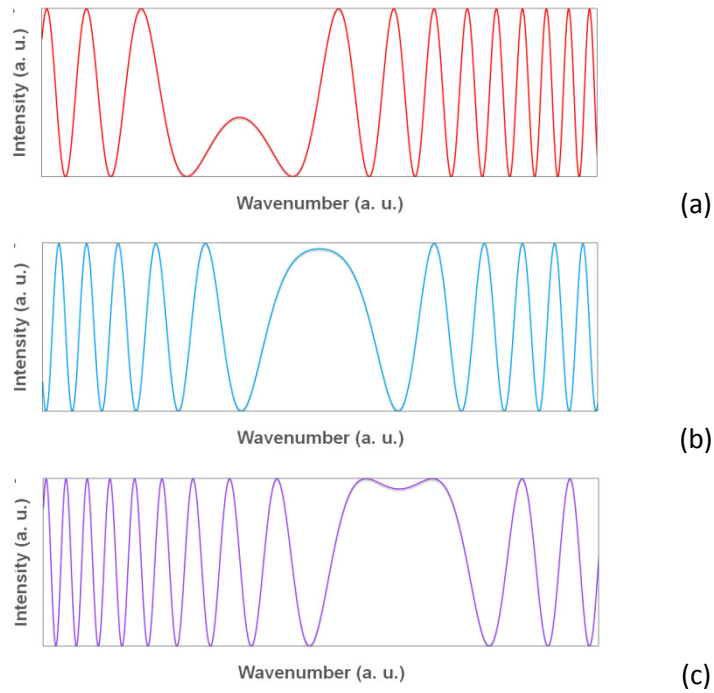 Intensity (a. u.)
Wavenumber (a. u.)
(a)
Intensity (a. u.)
Wavenumber (a. u.)
(b)
Intensity (a. u.)
Wavenumber (a. u.)
(c)